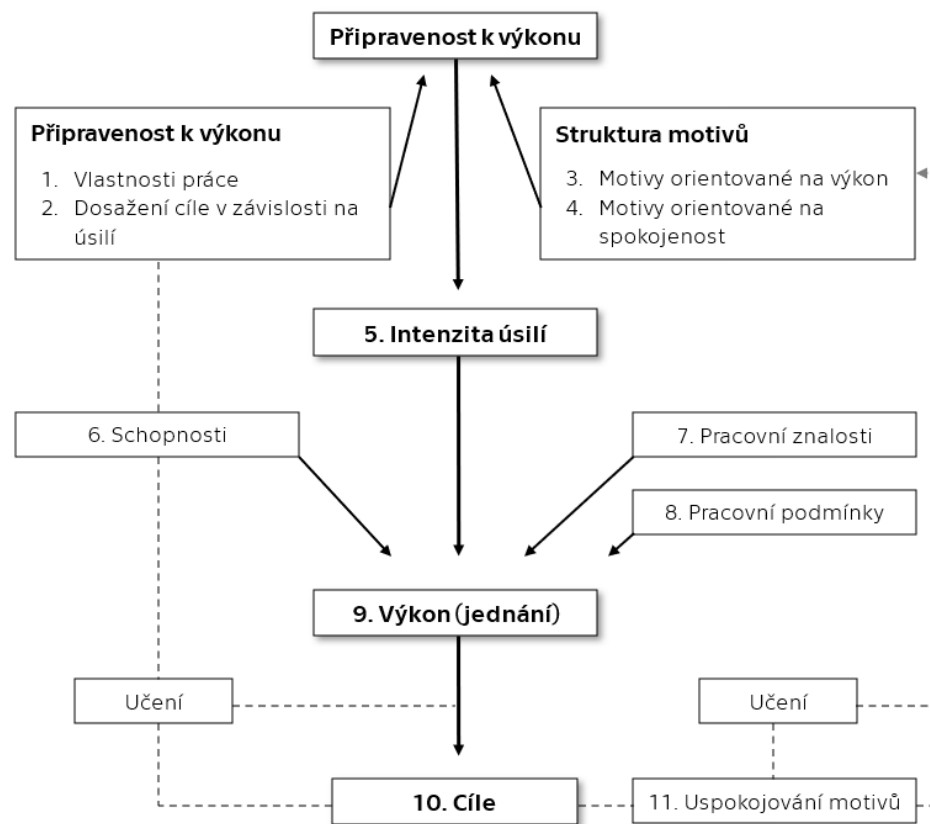 Připravenost k výkonu
Připravenost k výkonu
1. Vlastnosti práce
2. Dosažení cíle v závislosti na
úsilí
Struktura motivů
3. Motivy orientované na výkon
4. Motivy orientované na
spokojenost
5. Intenzita úsilí
6. Schopnosti
7. Pracovní znalosti
8. Pracovní podmínky
9. Výkon (jednání)
Učení
Učení
10. Cíle
11. Uspokojování motivů